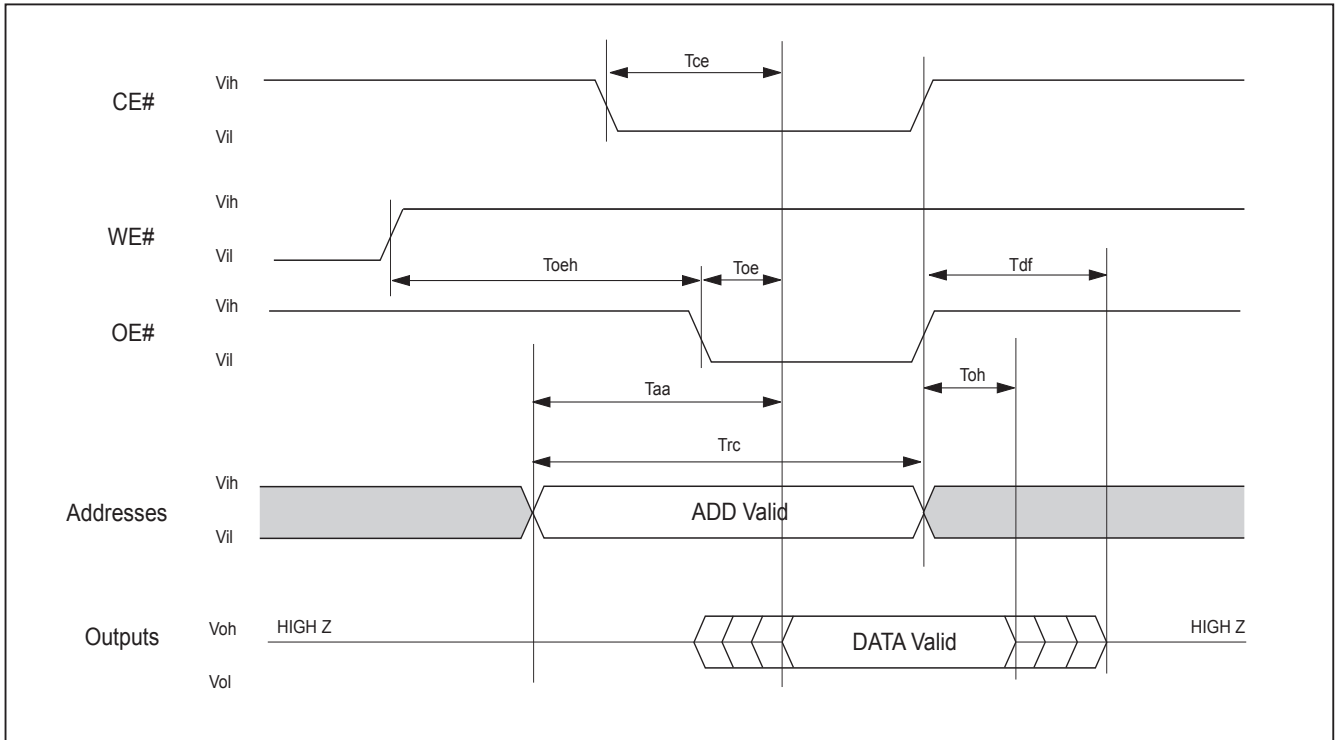 Tce
Vih
CE#
Vil
Vih
WE#
Vil
Toeh
Toe
Tdf
Vih
OE#
Vil
Toh
Taa
Trc
Vih
Addresses
ADD Valid
Vil
Outputs
Voh
HIGH Z
DATA Valid
HIGH Z
Vol